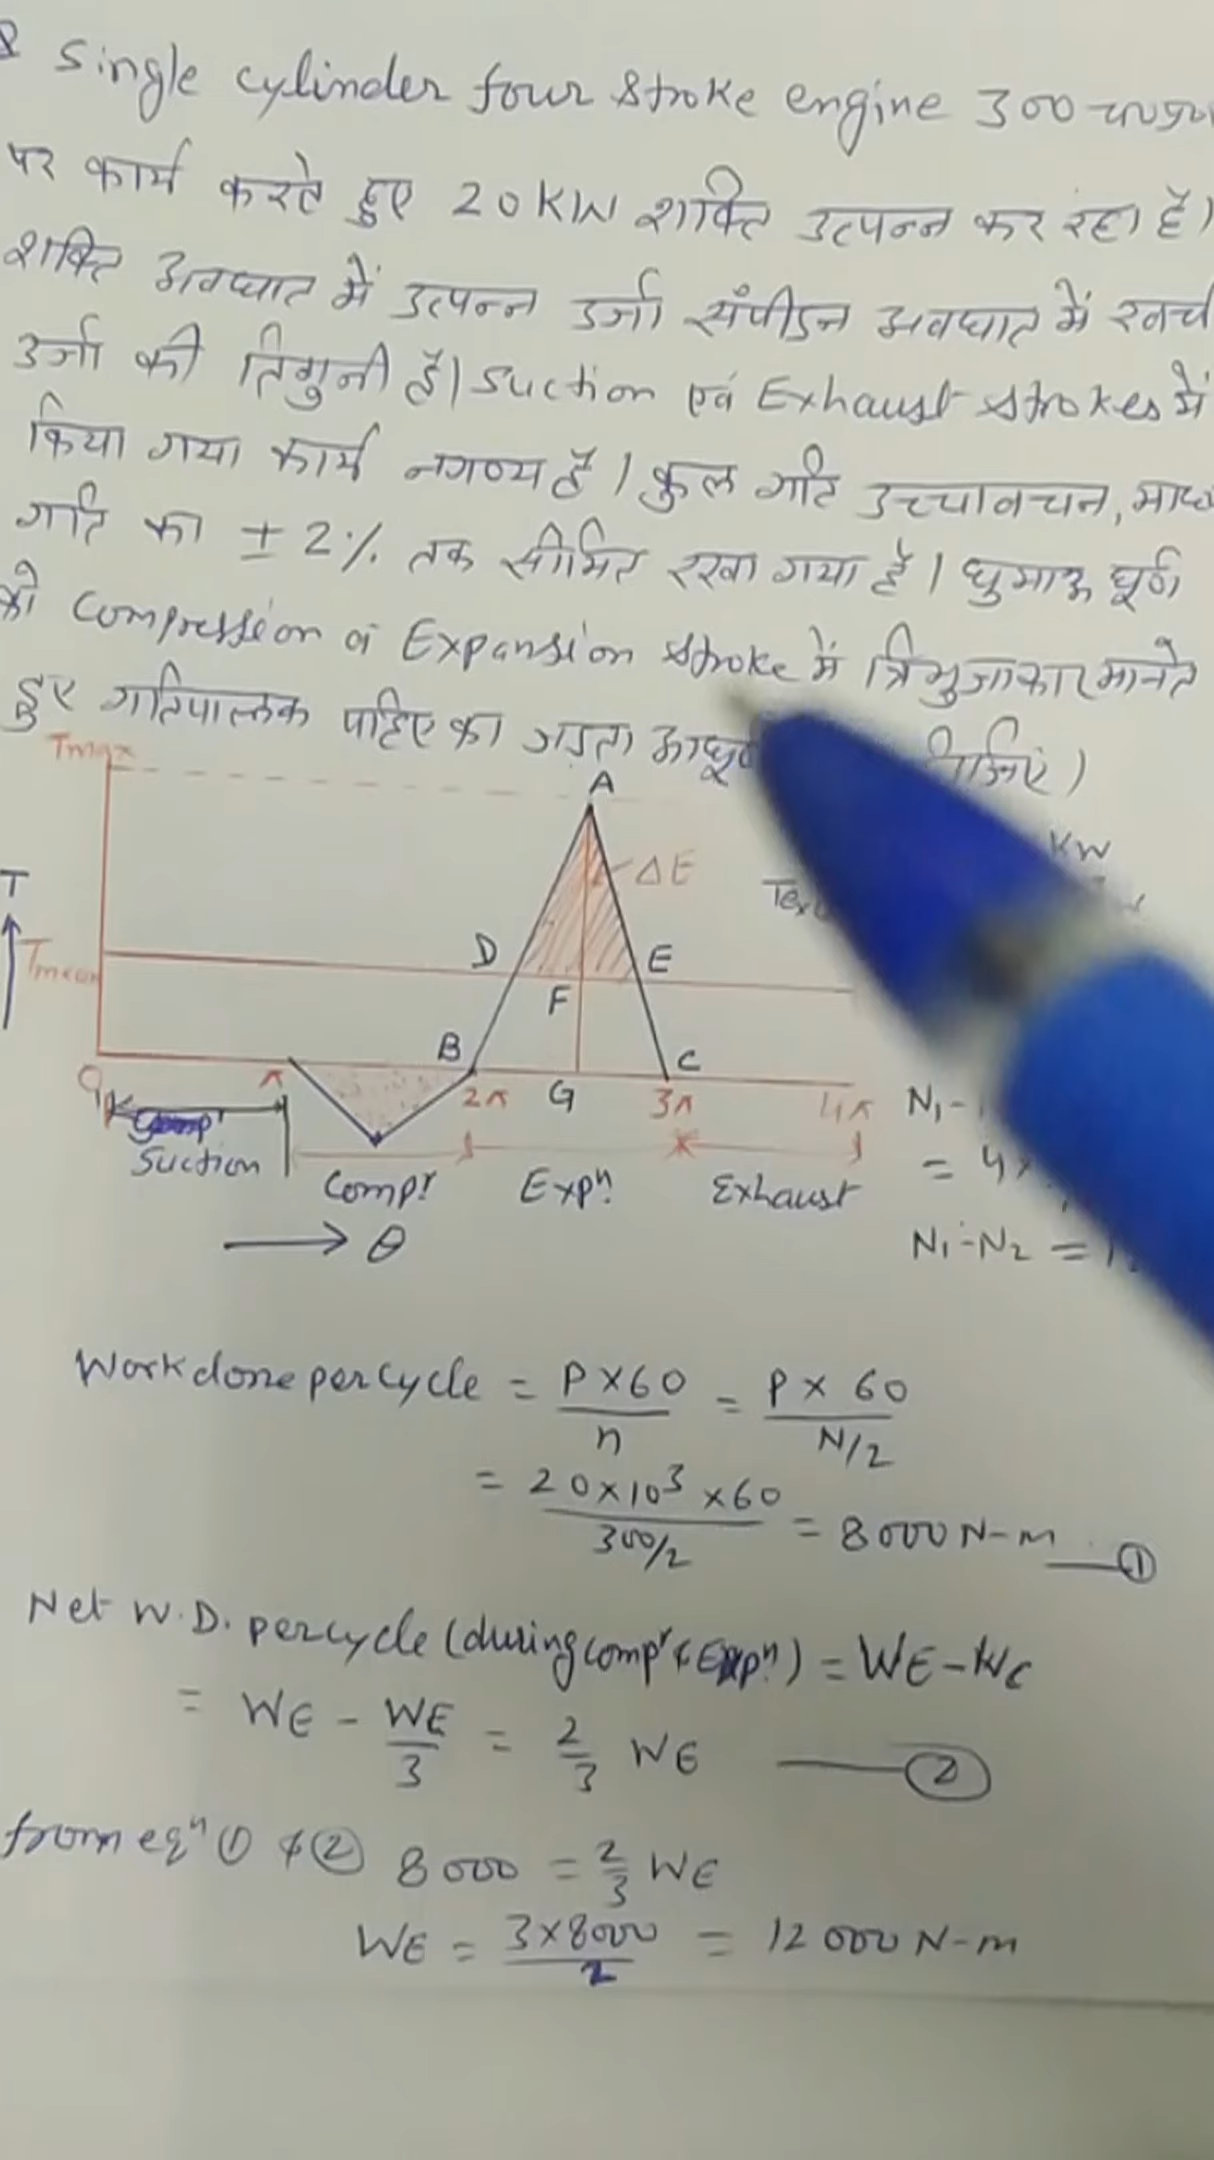 Single cylinder four stroke engine 300
पर कार्य करते हुए 20 KW शक्ति उत्पन्न कर रहा है।
शक्ति अवघात में उत्पन्न उर्जा संपीडन अवघात में खर्च
उर्जा की तिगुनी है। Suction एवं Exhaust strokes में
किया गया कार्य नगण्य है। कुल गति उच्चावचन,
गति का ± 2% तक सीमित रखा गया है। घुमाऊ घूर्ण
को Compression व Expansion stroke में त्रिभुजाकार मानते
हुए गतिपालक पहिए का जड़ता
Tmax
A
KW
ΔE
T
Tmean
D
E
F
B
C
0
π
2π
G
3π
4π
N1-
Suction
Compr
Expn.
Exhaust
= 4×
θ
N1-N2 =
Work done per Cycle = P×60/n = P× 60/N/2
= 20×10³ ×60/300/2 = 8000 N-m ①
Net W.D. per cycle (during compr & Expn.) = WE-WC
= WE - WE/3 = 2/3 WE ②
from eqn ① & ② 8000 = 2/3 WE
WE = 3×8000/2 = 12000 N-m